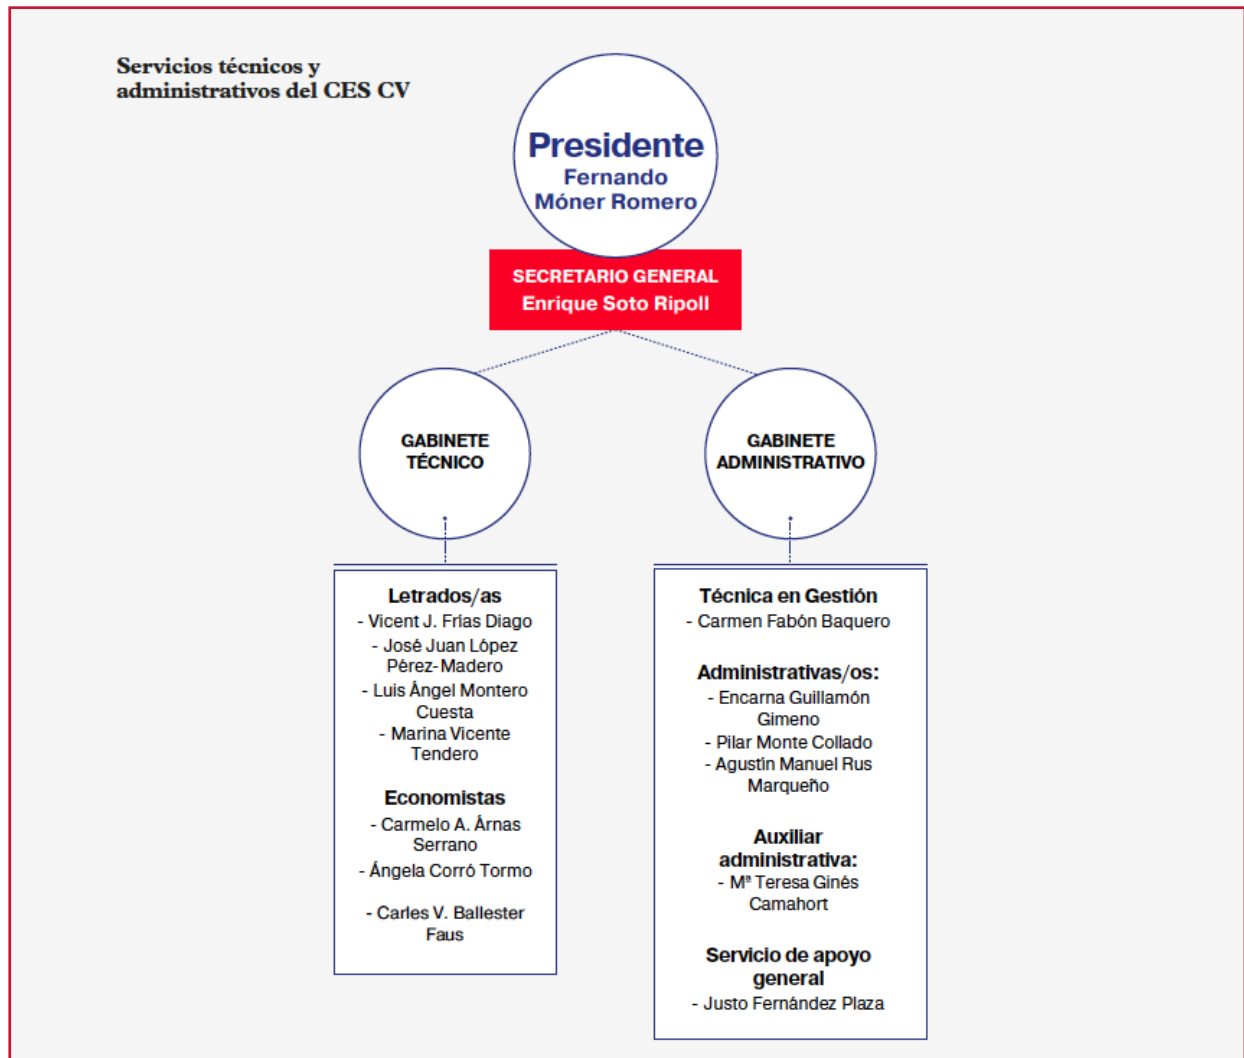 Servicios técnicos y
administrativos del CES CV
Presidente
Fernando
Móner Romero
SECRETARIO GENERAL
Enrique Soto Ripoll
GABINETE
TÉCNICO
GABINETE
ADMINISTRATIVO
Letrados/as
- Vicent J. Frías Diago
- José Juan López
Pérez-Madero
- Luis Ángel Montero
Cuesta
- Marina Vicente
Tendero
Economistas
- Carmelo A. Árnas
Serrano
- Ángela Corró Tormo
- Carles V. Ballester
Faus
Técnica en Gestión
- Carmen Fabón Baquero
Administrativas/os:
- Encarna Guillamón
Gimeno
- Pilar Monte Collado
- Agustín Manuel Rus
Marqueño
Auxiliar
administrativa:
- Mª Teresa Ginés
Camahort
Servicio de apoyo
general
- Justo Fernández Plaza